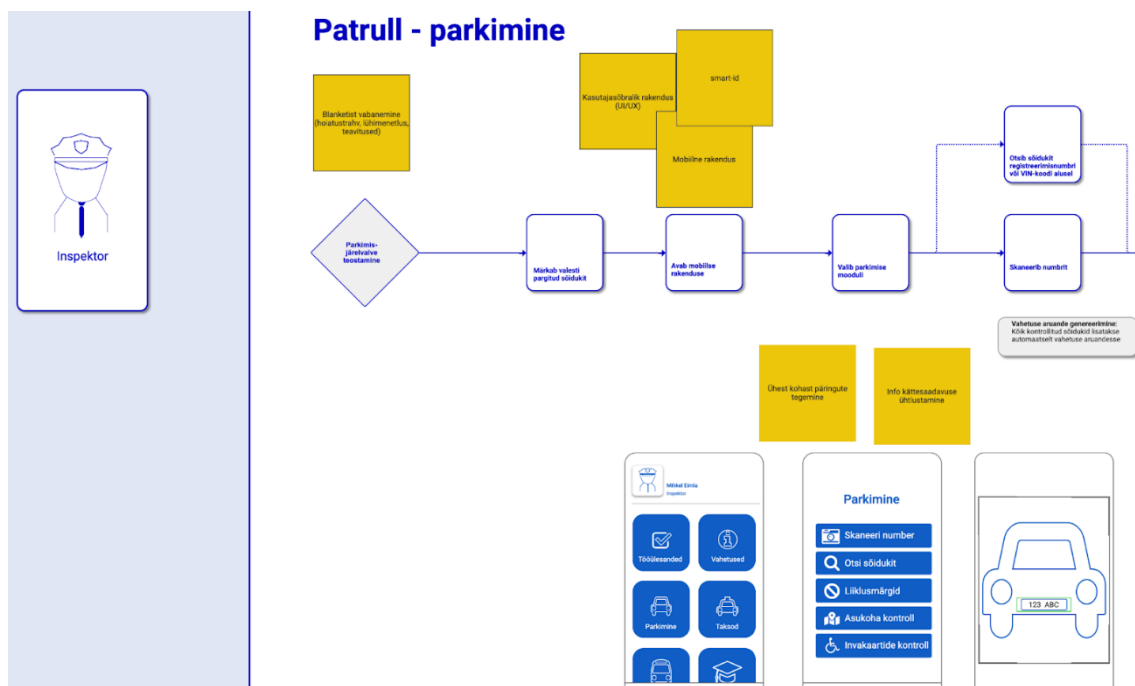 Patrull - parkimine
Inspektor
Blanketist vabanemine
(hoiatustrahv, lühimenetlus,
teavitused)
Kasutajasõbralik rakendus
(UI/UX)
smart-id
Mobiilne rakendus
Parkimis-
järelvalve
teostamine
Märkab valesti
pargitud sõidukit
Avab mobiilse
rakenduse
Valib parkimise
mooduli
Otsib sõidukit
registreerimisnumbri
või VIN-koodi alusel
Skaneerib numbrit
Vahetuse aruande genereerimine:
Kõik kontrollitud sõidukid lisatakse
automaatselt vahetuse aruandesse
Ühest kohast päringute
tegemine
Info kättesaadavuse
ühtlustamine
Mihkel Eimla
Inspektor
Tööülesanded
Vahetused
Parkimine
Taksod
Parkimine
Skaneeri number
Otsi sõidukit
Liiklusmärgid
Asukoha kontroll
Invakaartide kontroll
123 ABC